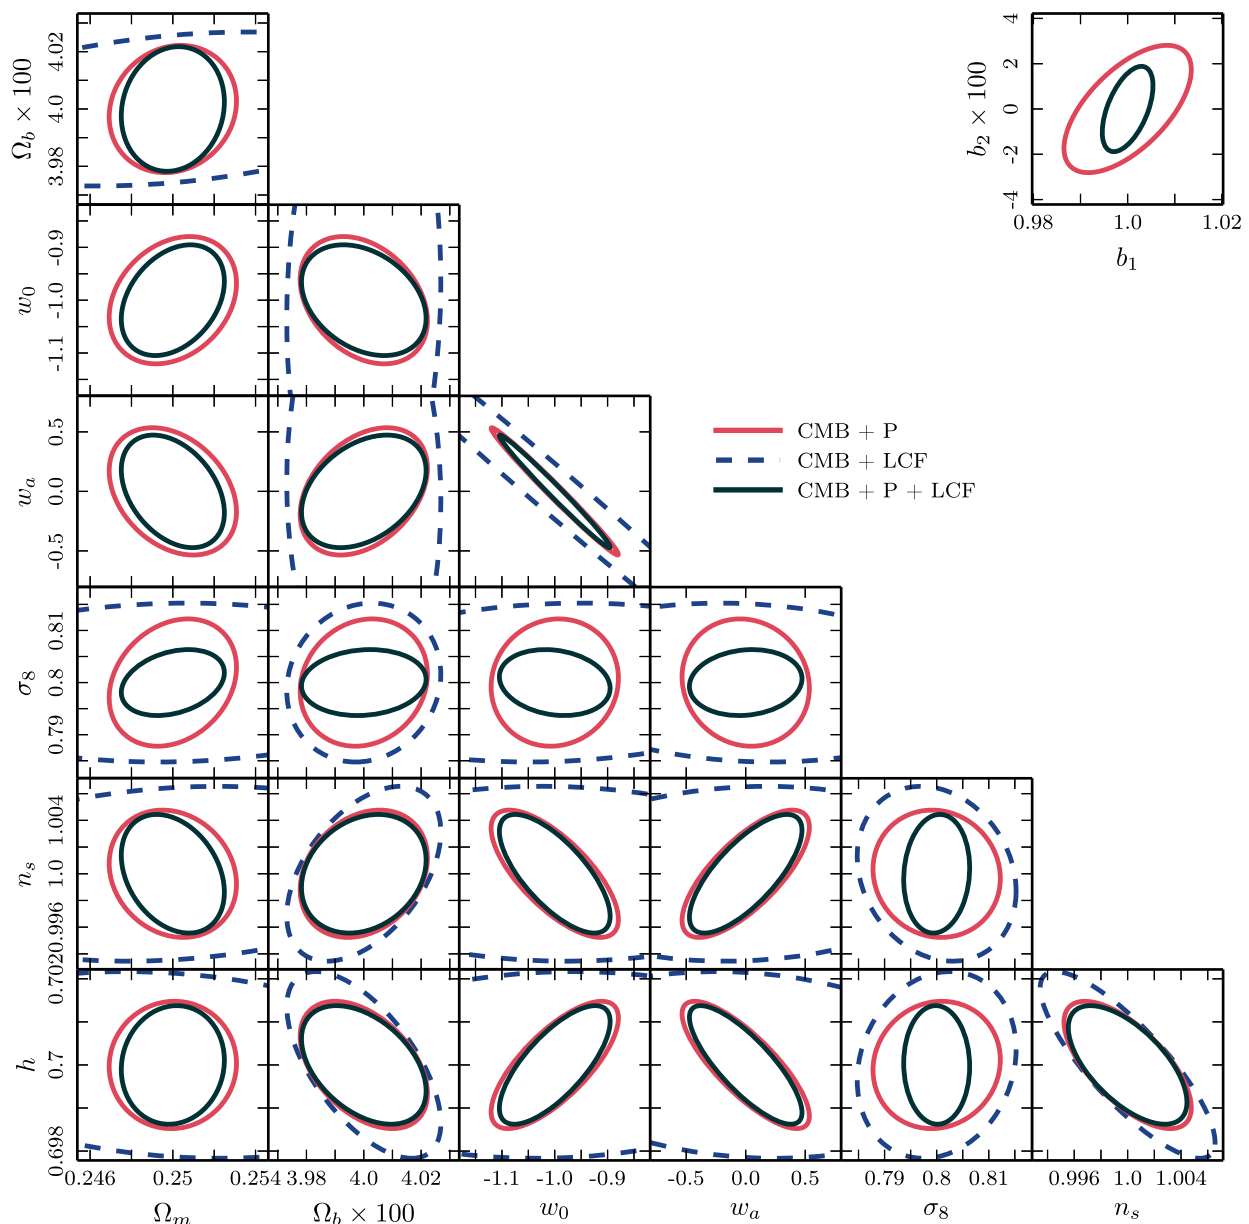 Ω_b × 100
4.02
4.0
3.98
b_2 × 100
4
2
0
-2
-4
0.98
1.0
1.02
b_1
w_0
-0.9
-1.0
-1.1
w_a
0.5
0.0
-0.5
CMB + P
CMB + LCF
CMB + P + LCF
σ_8
0.81
0.8
0.79
n_s
1.004
1.0
0.996
h
0.702
0.7
0.698
0.246
0.25
0.254
3.98
4.0
4.02
-1.1
-1.0
-0.9
-0.5
0.0
0.5
0.79
0.8
0.81
0.996
1.0
1.004
Ω_m
Ω_b × 100
w_0
w_a
σ_8
n_s